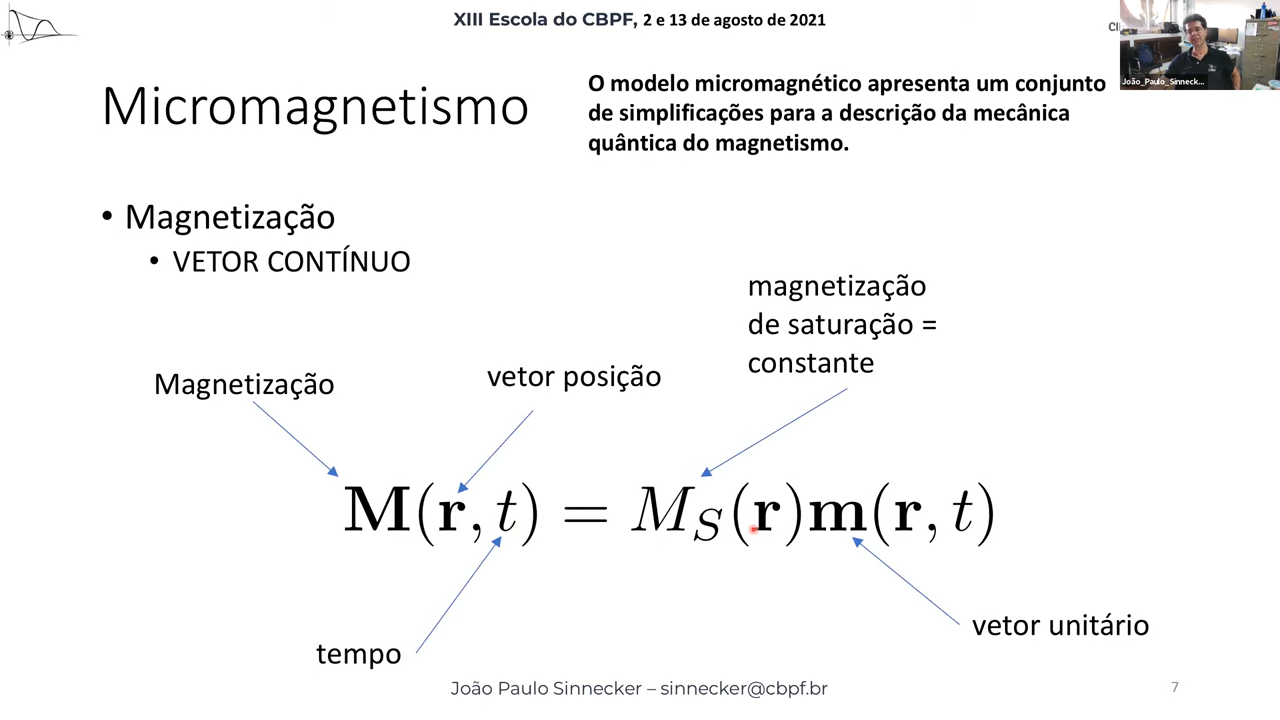 XIII Escola do CBPF, 2 e 13 de agosto de 2021
João_Paulo_Sinneck...
Micromagnetismo
O modelo micromagnético apresenta um conjunto
de simplificações para a descrição da mecânica
quântica do magnetismo.
• Magnetização
• VETOR CONTÍNUO
magnetização
de saturação =
constante
Magnetização
vetor posição
M(r, t) = M_S(r)m(r, t)
vetor unitário
tempo
João Paulo Sinnecker – sinnecker@cbpf.br
7